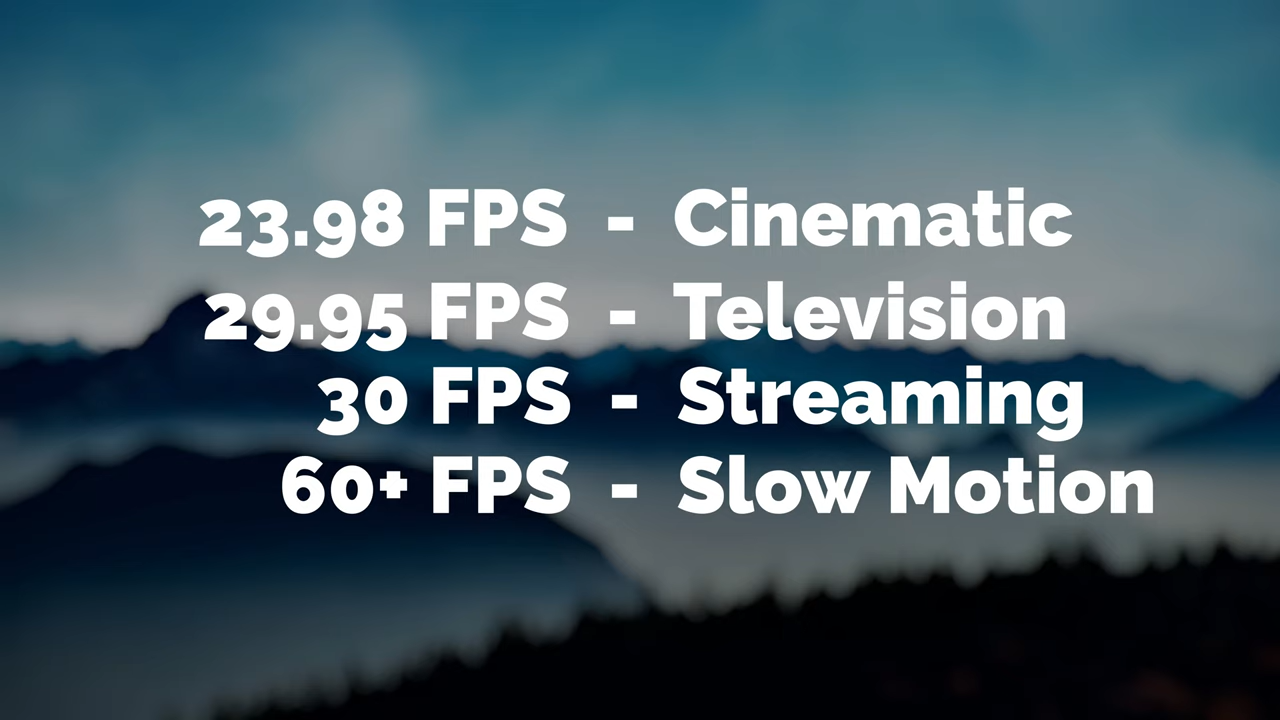 23.98 FPS - Cinematic
29.95 FPS - Television
30 FPS - Streaming
60+ FPS - Slow Motion